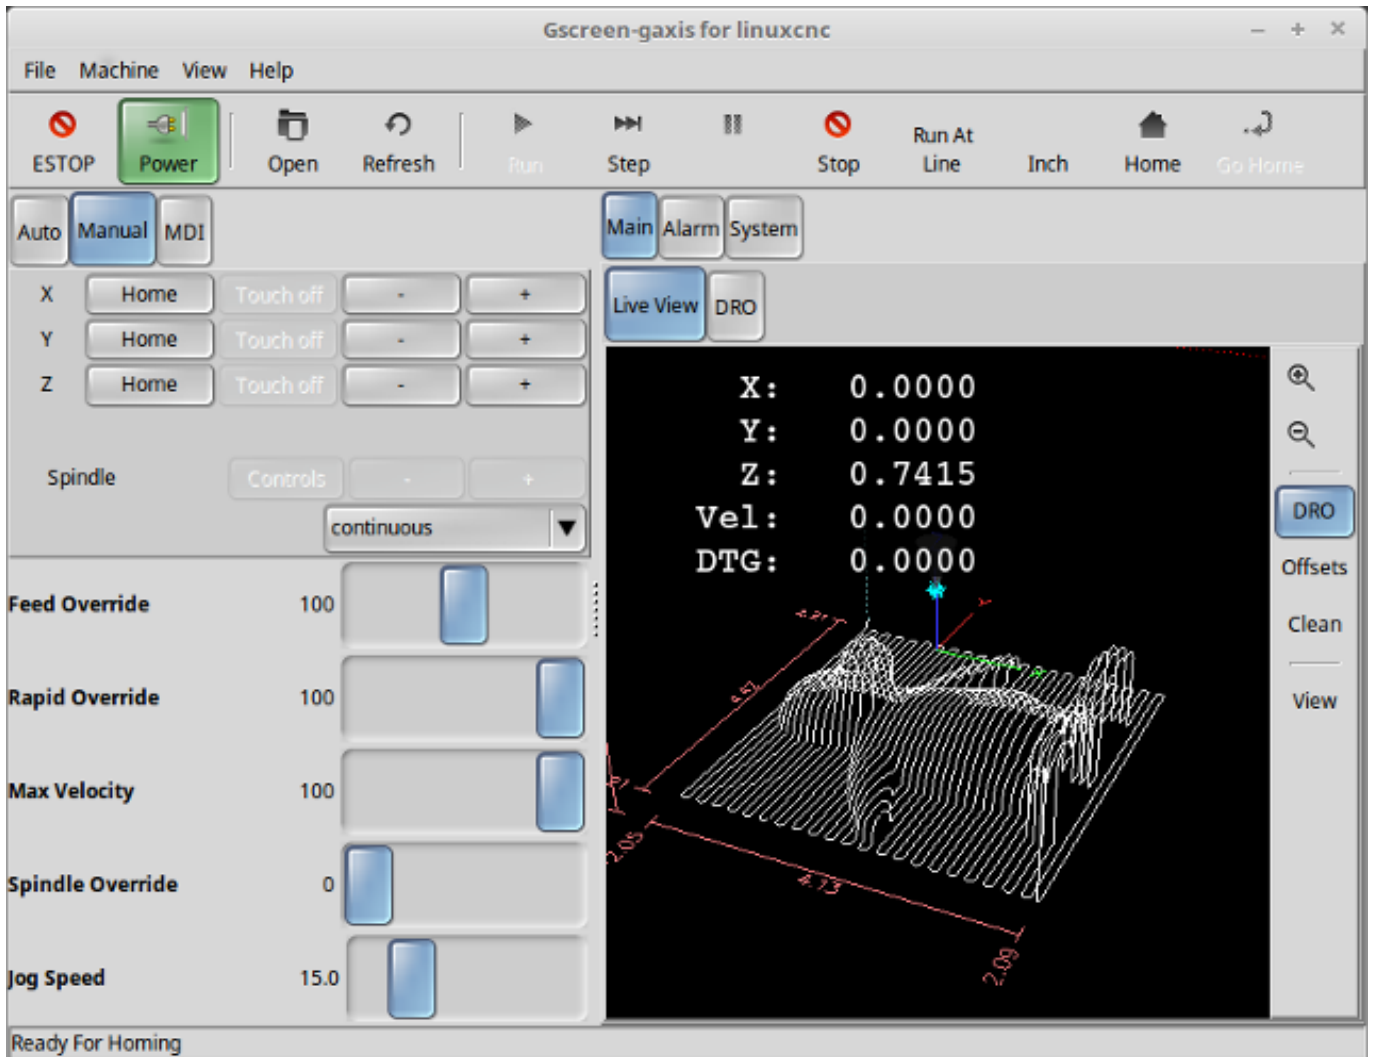 Gscreen-gaxis for linuxcnc
File Machine View Help
ESTOP Power Open Refresh Run Step Stop Run At Line Inch Home Go Home
Auto Manual MDI
Main Alarm System
Live View DRO
X Home Touch off - +
Y Home Touch off - +
Z Home Touch off - +
Spindle Controls - +
continuous
Feed Override 100
Rapid Override 100
Max Velocity 100
Spindle Override 0
Jog Speed 15.0
X: 0.0000
Y: 0.0000
Z: 0.7415
Vel: 0.0000
DTG: 0.0000
2.05
4.13
2.09
DRO
Offsets
Clean
View
Ready For Homing